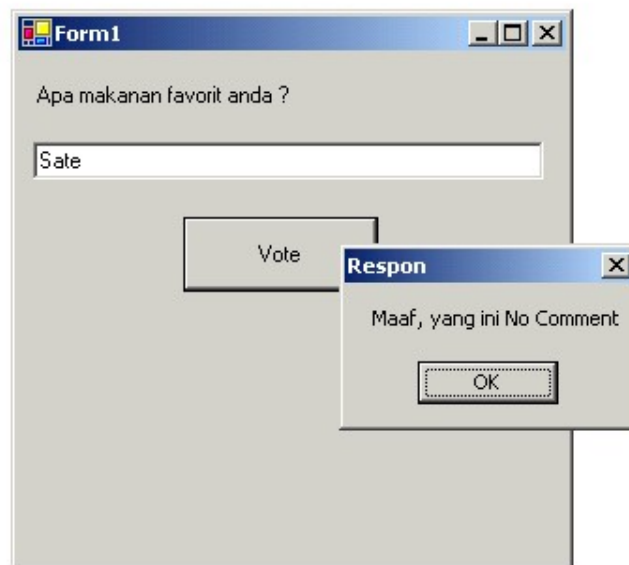 Form1
Apa makanan favorit anda ?
Sate
Vote
Respon
Maaf, yang ini No Comment
OK